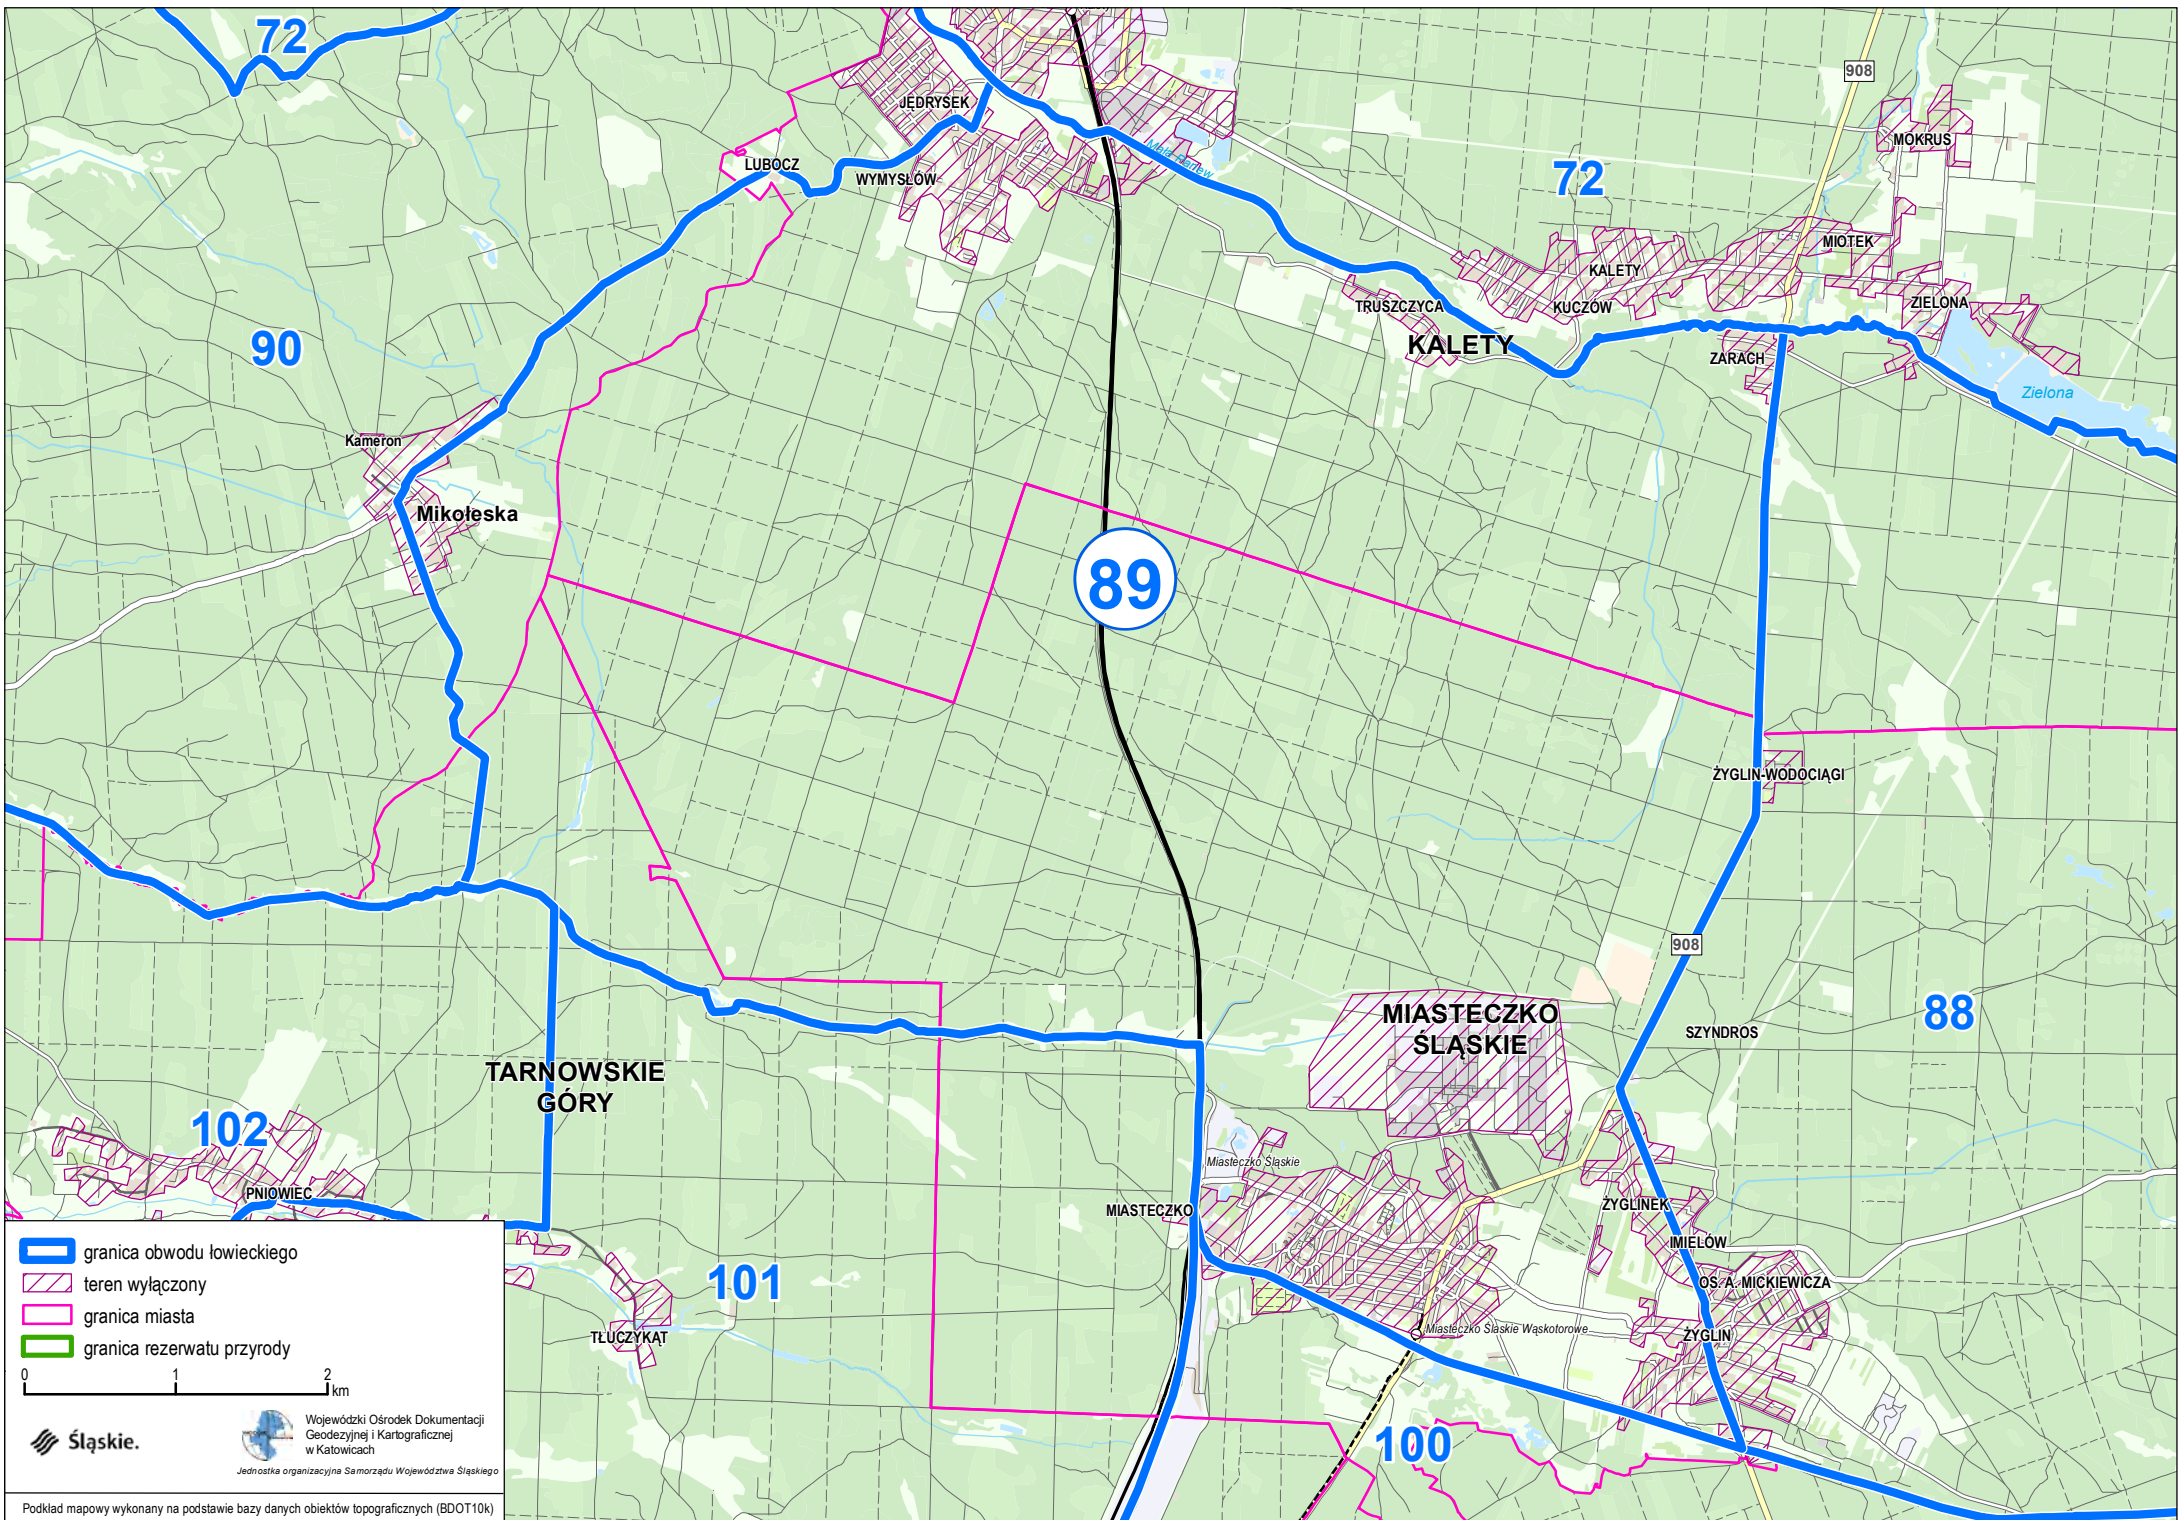 72
908
JĘDRYSEK
MOKRUS
Mała Panew
LUBOCZ
WYMYSŁÓW
72
MIOTEK
KALETY
TRUSZCZYCA
KUCZÓW
ZIELONA
KALETY
ZARACH
90
Zielona
Kameron
Mikołeska
89
ŻYGLIN-WODOCIĄGI
908
MIASTECZKO
ŚLĄSKIE
88
SZYNDROS
TARNOWSKIE
GÓRY
102
Miasteczko Śląskie
PNIOWIEC
MIASTECZKO
ŻYGLINEK
IMIELÓW
OS. A. MICKIEWICZA
101
TŁUCZYKĄT
Miasteczko Śląskie Wąskotorowe
ŻYGLIN
100
granica obwodu łowieckiego
teren wyłączony
granica miasta
granica rezerwatu przyrody
0 1 2
km
Śląskie.
Wojewódzki Ośrodek Dokumentacji
Geodezyjnej i Kartograficznej
w Katowicach
Jednostka organizacyjna Samorządu Województwa Śląskiego
Podkład mapowy wykonany na podstawie bazy danych obiektów topograficznych (BDOT10k)